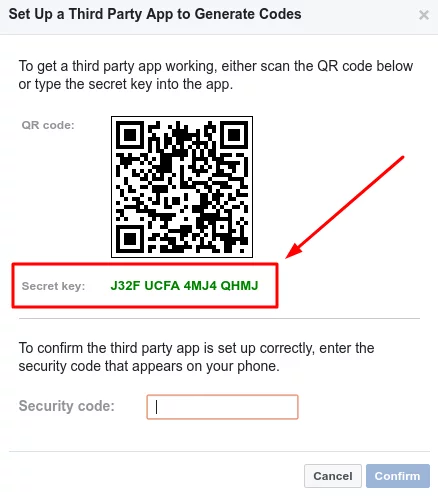 Set Up a Third Party App to Generate Codes
To get a third party app working, either scan the QR code below
or type the secret key into the app.
QR code:
Secret key: J32F UCFA 4MJ4 QHMJ
To confirm the third party app is set up correctly, enter the
security code that appears on your phone.
Security code:
Cancel Confirm